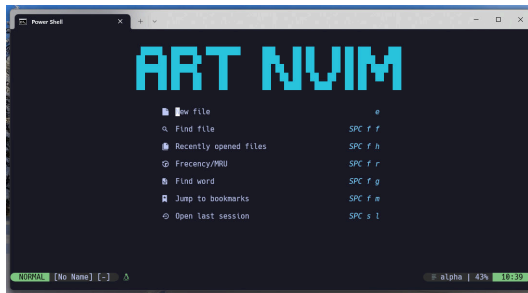 Power Shell
ART NVIM
New file e
Find file SPC f f
Recently opened files SPC f h
Frecency/MRU SPC f r
Find word SPC f g
Jump to bookmarks SPC f m
Open last session SPC s l
NORMAL [No Name] [-] alpha | 43% 10:39